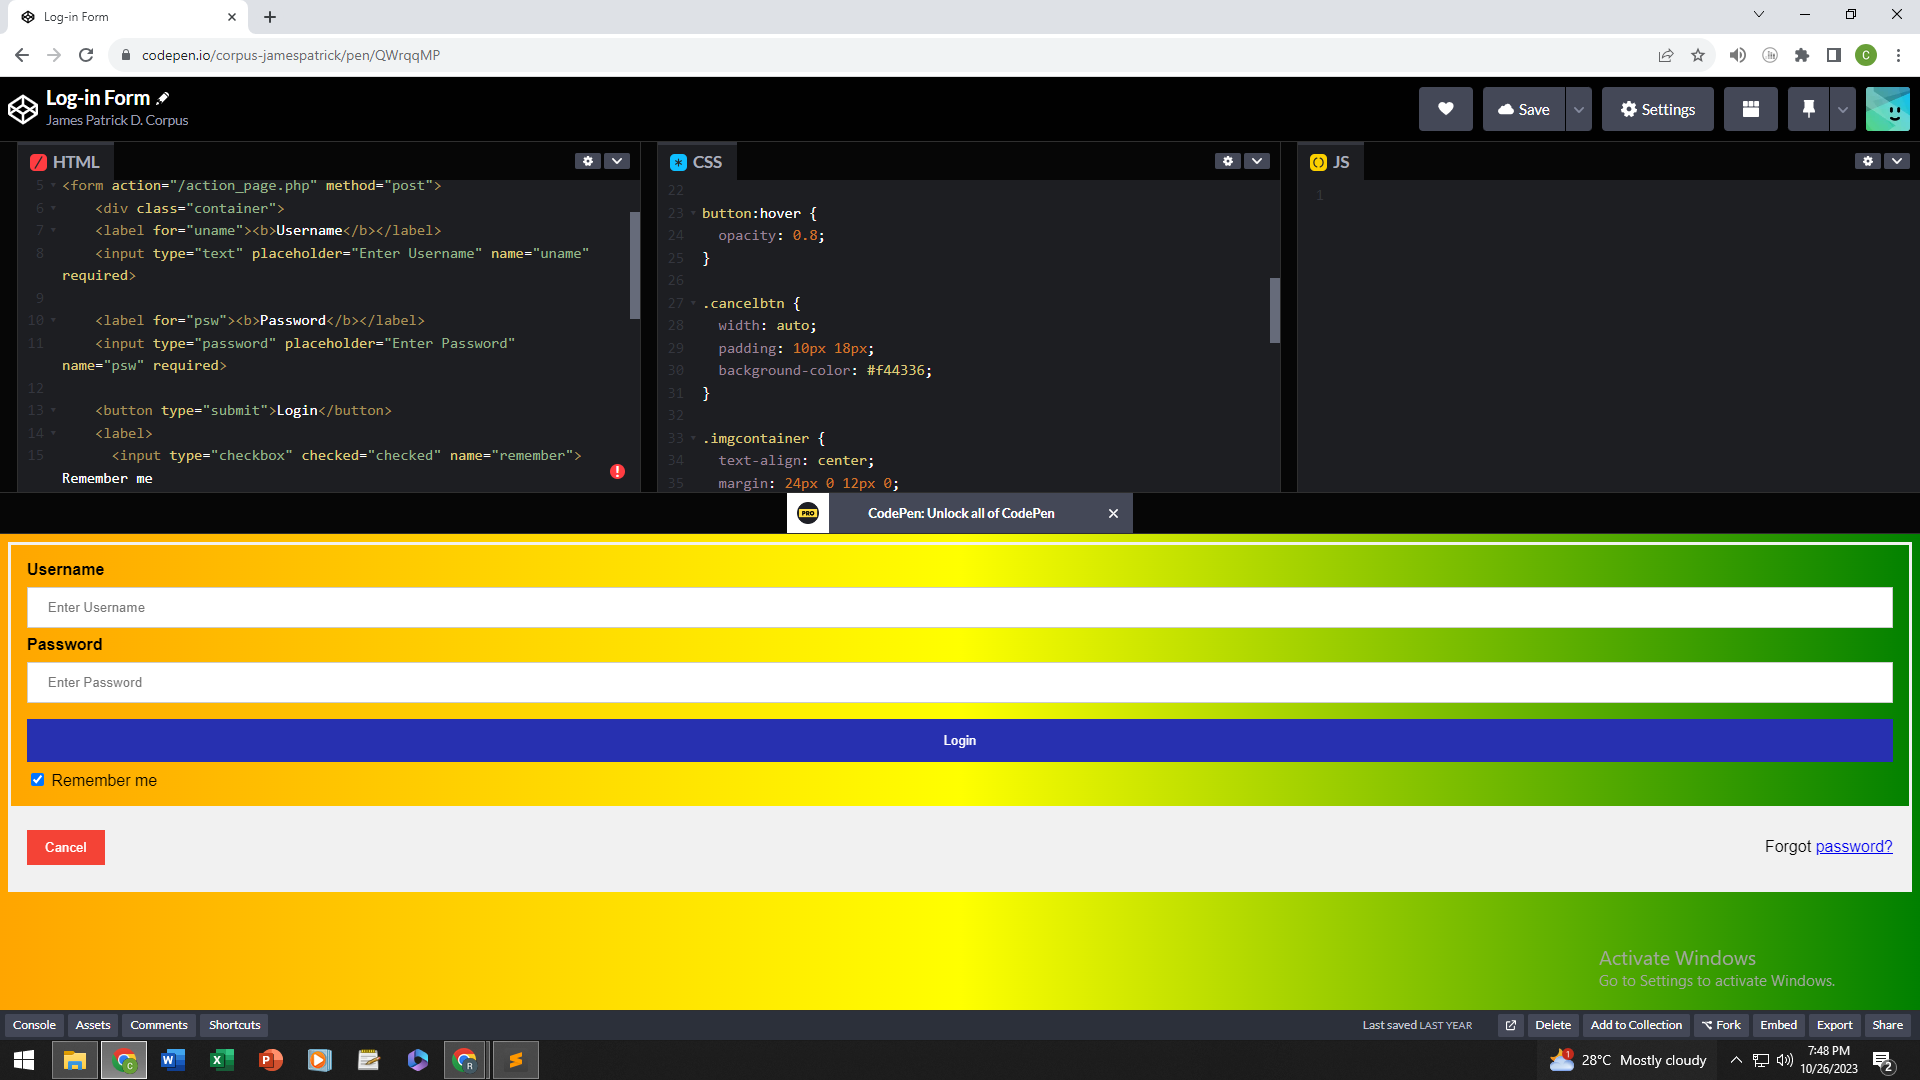 Log-in Form
codepen.io/corpus-jamespatrick/pen/QWrqqMP
C
Log-in Form
James Patrick D. Corpus
Save
Settings
HTML
5 <form action="/action_page.php" method="post">
6 <div class="container">
7 <label for="uname"><b>Username</b></label>
8 <input type="text" placeholder="Enter Username" name="uname"
required>
9
10 <label for="psw"><b>Password</b></label>
11 <input type="password" placeholder="Enter Password"
name="psw" required>
12
13 <button type="submit">Login</button>
14 <label>
15 <input type="checkbox" checked="checked" name="remember">
Remember me
CSS
22
23 button:hover {
24 opacity: 0.8;
25 }
26
27 .cancelbtn {
28 width: auto;
29 padding: 10px 18px;
30 background-color: #f44336;
31 }
32
33 .imgcontainer {
34 text-align: center;
35 margin: 24px 0 12px 0;
JS
1
PRO
CodePen: Unlock all of CodePen
Username
Enter Username
Password
Enter Password
Login
Remember me
Cancel
Forgot password?
Activate Windows
Go to Settings to activate Windows.
Console Assets Comments Shortcuts
Last saved LAST YEAR
Delete Add to Collection Fork Embed Export Share
28°C Mostly cloudy
7:48 PM
10/26/2023
2